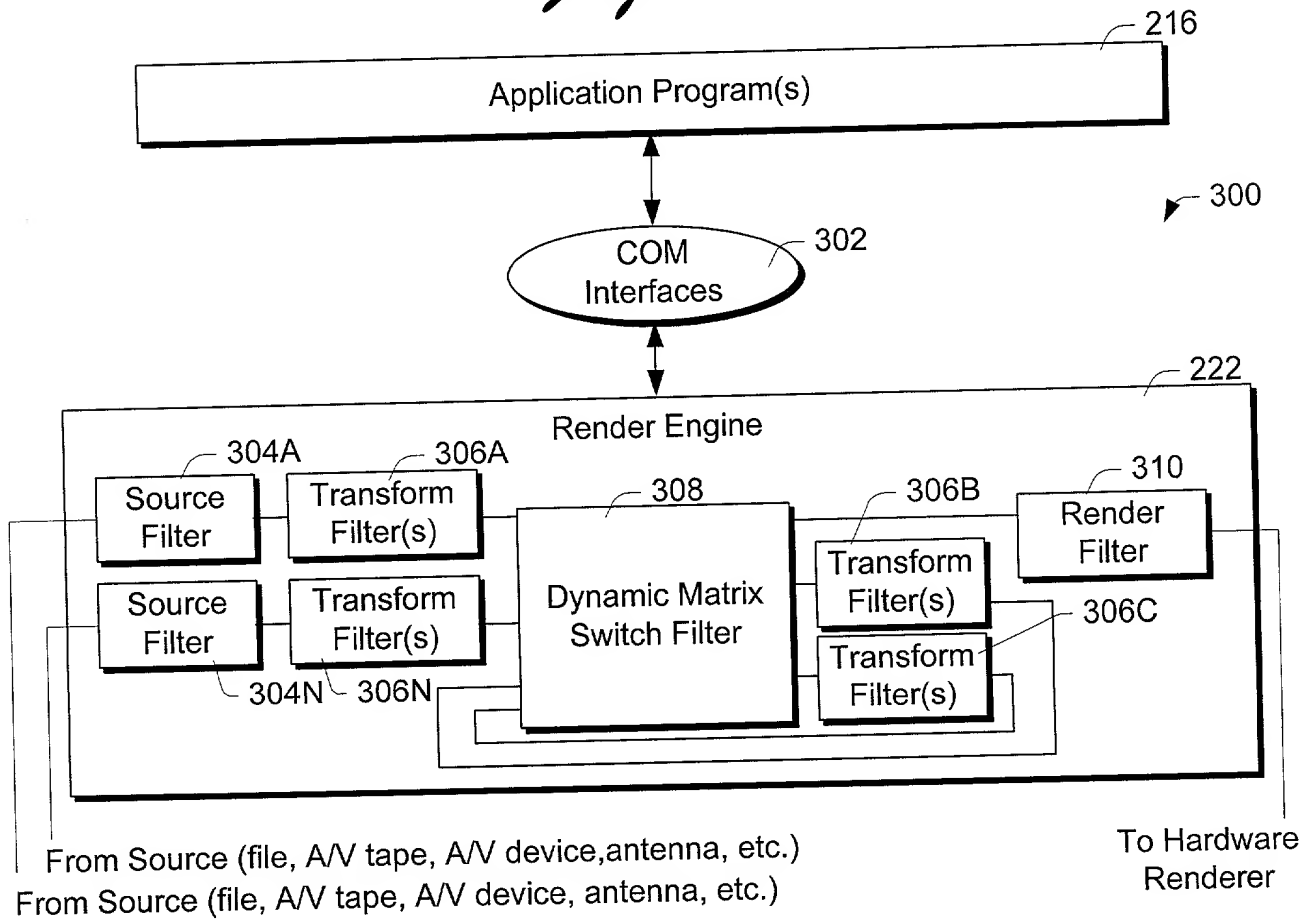 216
Application Program(s)
300
COM
Interfaces
302
222
Render Engine
304A
306A
308
306B
310
Source
Filter
Transform
Filter(s)
Dynamic Matrix
Switch Filter
Transform
Filter(s)
Render
Filter
Source
Filter
Transform
Filter(s)
306C
Transform
Filter(s)
304N
306N
From Source (file, A/V tape, A/V device,antenna, etc.)
From Source (file, A/V tape, A/V device, antenna, etc.)
To Hardware
Renderer